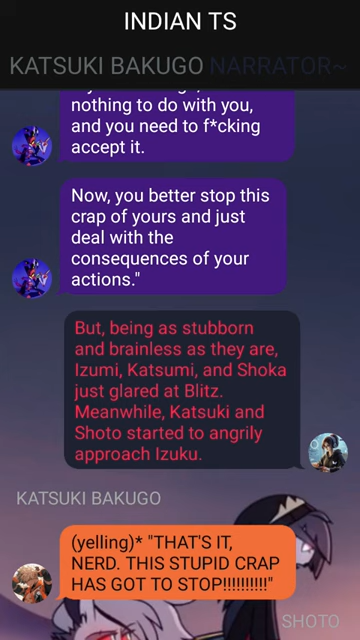 INDIAN TS
KATSUKI BAKUGO NARRATOR~
nothing to do with you,
and you need to f*cking
accept it.
Now, you better stop this
crap of yours and just
deal with the
consequences of your
actions."
But, being as stubborn
and brainless as they are,
Izumi, Katsumi, and Shoka
just glared at Blitz.
Meanwhile, Katsuki and
Shoto started to angrily
approach Izuku.
KATSUKI BAKUGO
(yelling)* "THAT'S IT,
NERD. THIS STUPID CRAP
HAS GOT TO STOP!!!!!!!!!!"
SHOTO